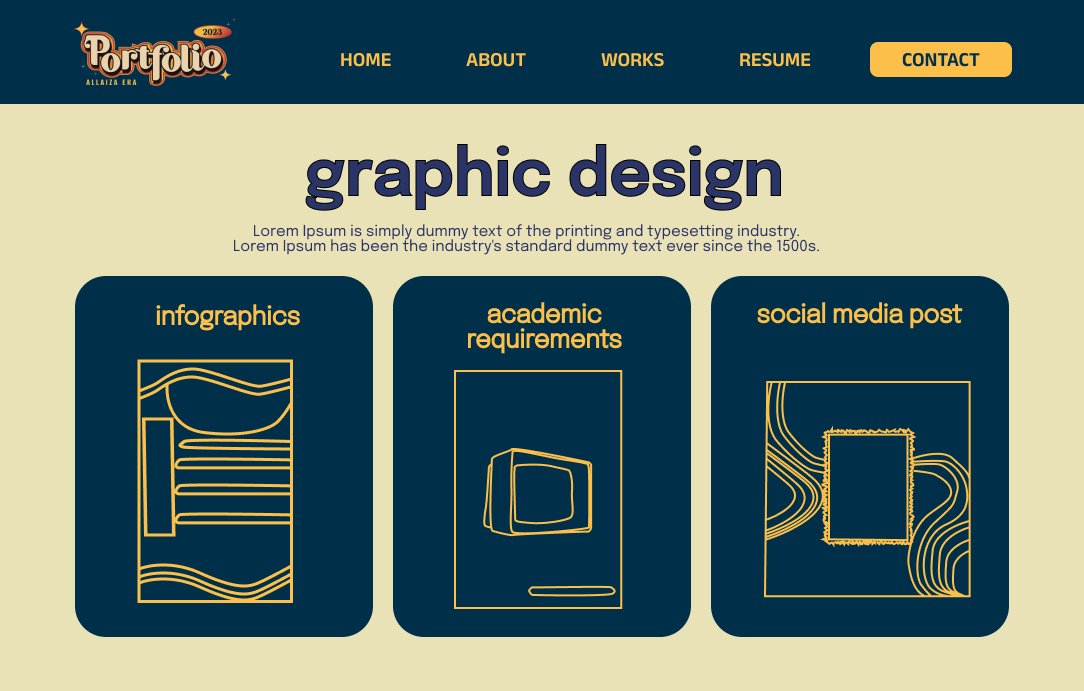 2023
Portfolio
ALLAIZA ERA
HOME ABOUT WORKS RESUME CONTACT
graphic design
Lorem Ipsum is simply dummy text of the printing and typesetting industry.
Lorem Ipsum has been the industry's standard dummy text ever since the 1500s.
infographics
academic
requirements
social media post